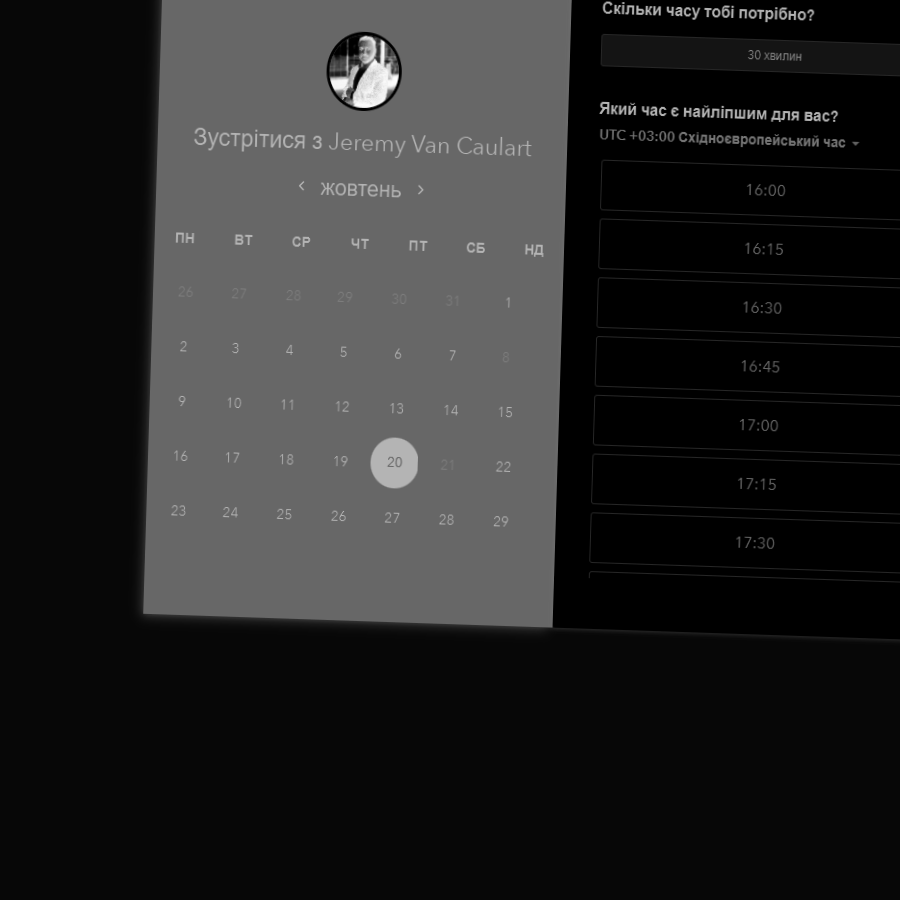 Зустрітися з Jeremy Van Caulart
жовтень
ПН ВТ СР ЧТ ПТ СБ НД
26 27 28 29 30 31 1
2 3 4 5 6 7 8
9 10 11 12 13 14 15
16 17 18 19 20 21 22
23 24 25 26 27 28 29
Скільки часу тобі потрібно?
30 хвилин
Який час є найліпшим для вас?
UTC +03:00 Східноєвропейський час
16:00
16:15
16:30
16:45
17:00
17:15
17:30